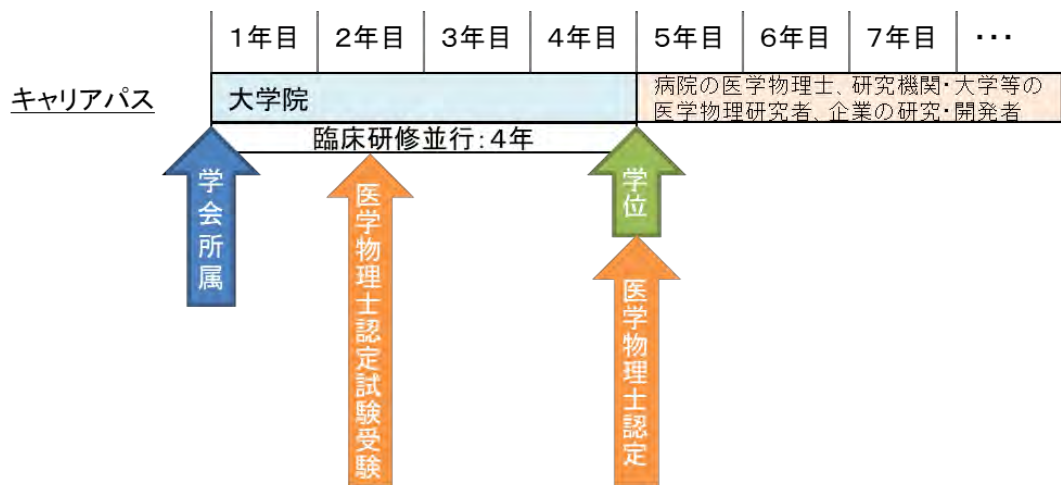 1年目 2年目 3年目 4年目 5年目 6年目 7年目 ・・・
キャリアパス
大学院
病院の医学物理士、研究機関・大学等の
医学物理研究者、企業の研究・開発者
臨床研修並行:4年
学会所属
医学物理士認定試験受験
学位
医学物理士認定